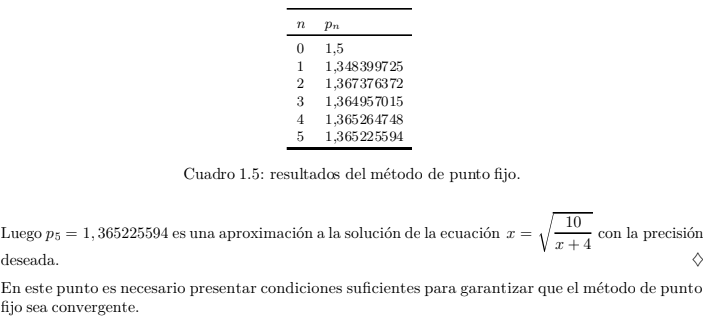 n p_n
0 1,5
1 1,348399725
2 1,367376372
3 1,364957015
4 1,365264748
5 1,365225594
Cuadro 1.5: resultados del método de punto fijo.
Luego p_5 = 1, 365225594 es una aproximación a la solución de la ecuación x = √(10/(x + 4)) con la precisión
deseada. ♢
En este punto es necesario presentar condiciones suficientes para garantizar que el método de punto
fijo sea convergente.